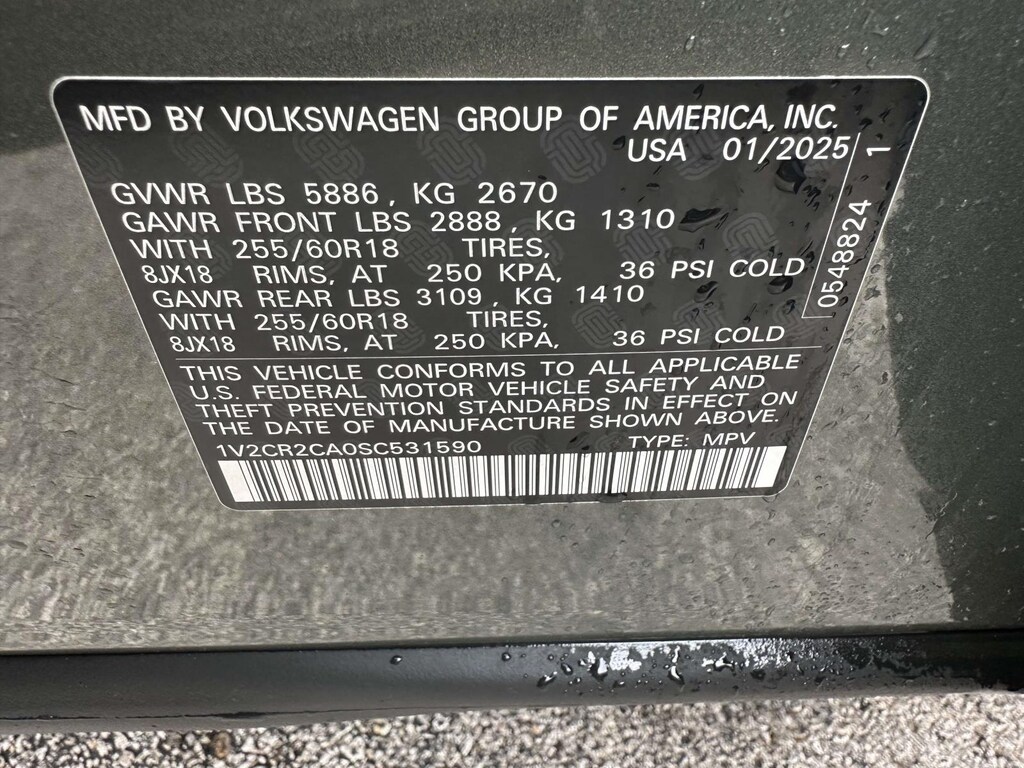 MFD BY VOLKSWAGEN GROUP OF AMERICA, INC.
USA 01/2025
GVWR LBS 5886, KG 2670
GAWR FRONT LBS 2888, KG 1310
WITH 255/60R18 TIRES,
8JX18 RIMS, AT 250 KPA, 36 PSI COLD
GAWR REAR LBS 3109, KG 1410
WITH 255/60R18 TIRES,
8JX18 RIMS, AT 250 KPA, 36 PSI COLD
0548824 1
THIS VEHICLE CONFORMS TO ALL APPLICABLE
U.S. FEDERAL MOTOR VEHICLE SAFETY AND
THEFT PREVENTION STANDARDS IN EFFECT ON
THE DATE OF MANUFACTURE SHOWN ABOVE.
1V2CR2CA0SC531590 TYPE: MPV